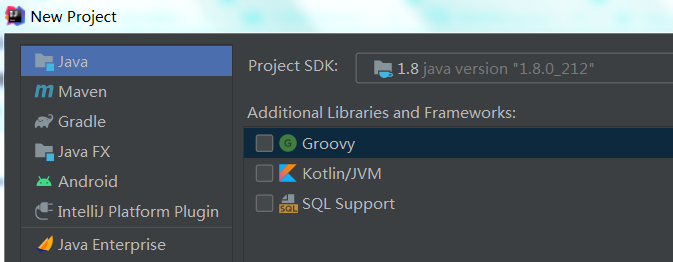 New Project
Java
Maven
Gradle
Java FX
Android
IntelliJ Platform Plugin
Java Enterprise
Project SDK: 1.8 java version "1.8.0_212"
Additional Libraries and Frameworks:
G Groovy
Kotlin/JVM
SQL SQL Support